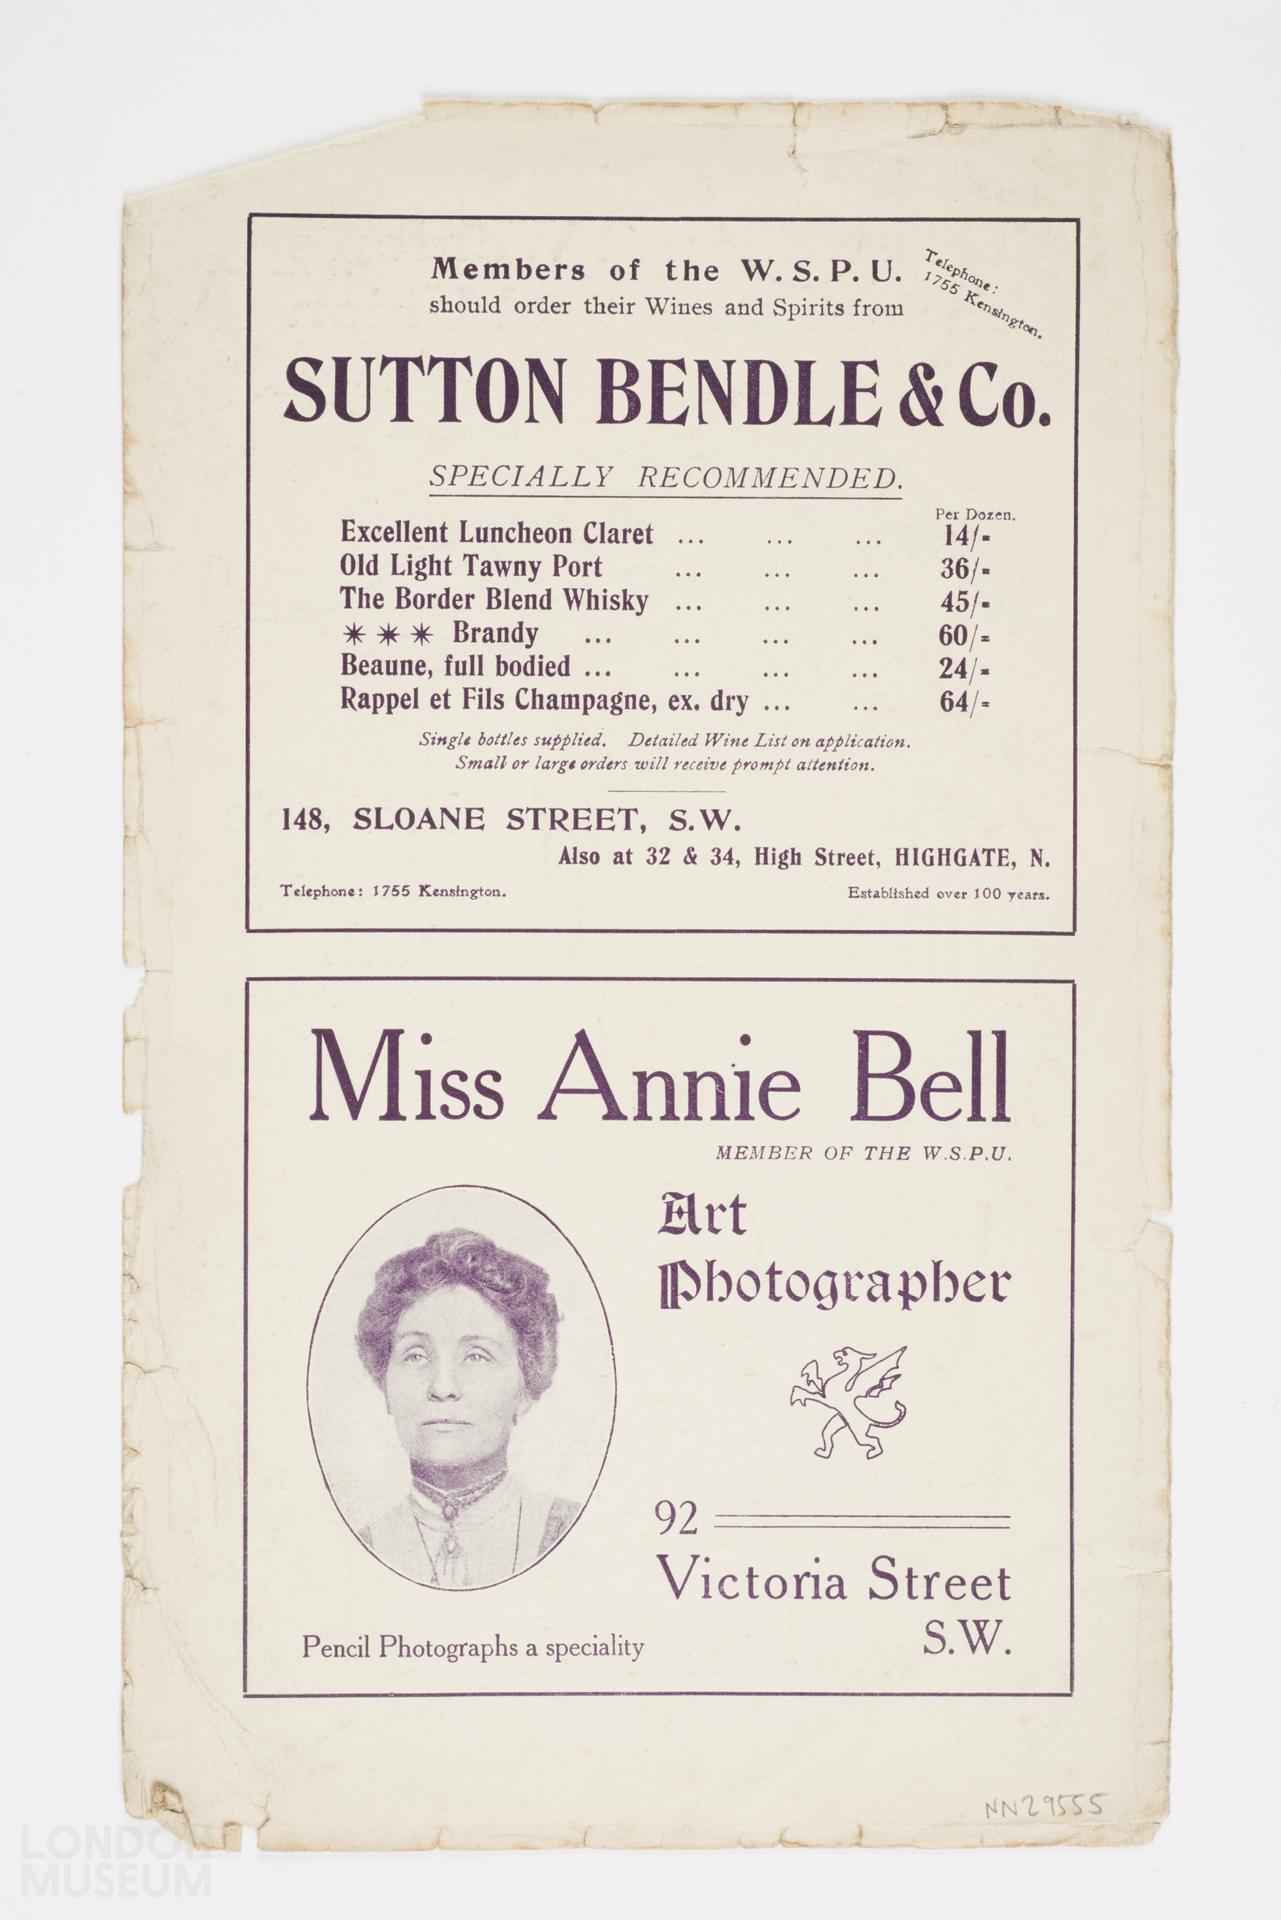 Members of the W. S. P. U.
should order their Wines and Spirits from
Telephone:
1755 Kensington.
SUTTON BENDLE & Co.
SPECIALLY RECOMMENDED.
Per Dozen.
Excellent Luncheon Claret ... ... ... 14/-
Old Light Tawny Port ... ... ... 36/-
The Border Blend Whisky ... ... ... 45/-
✶ ✶ ✶ Brandy ... ... ... ... 60/-
Beaune, full bodied ... ... ... ... 24/-
Rappel et Fils Champagne, ex. dry ... ... 64/-
Single bottles supplied. Detailed Wine List on application.
Small or large orders will receive prompt attention.
148, SLOANE STREET, S.W.
Also at 32 & 34, High Street, HIGHGATE, N.
Telephone: 1755 Kensington. Established over 100 years.
Miss Annie Bell
MEMBER OF THE W.S.P.U.
Art
Photographer
92
Victoria Street
S.W.
Pencil Photographs a speciality
NN29555
LONDON
MUSEUM